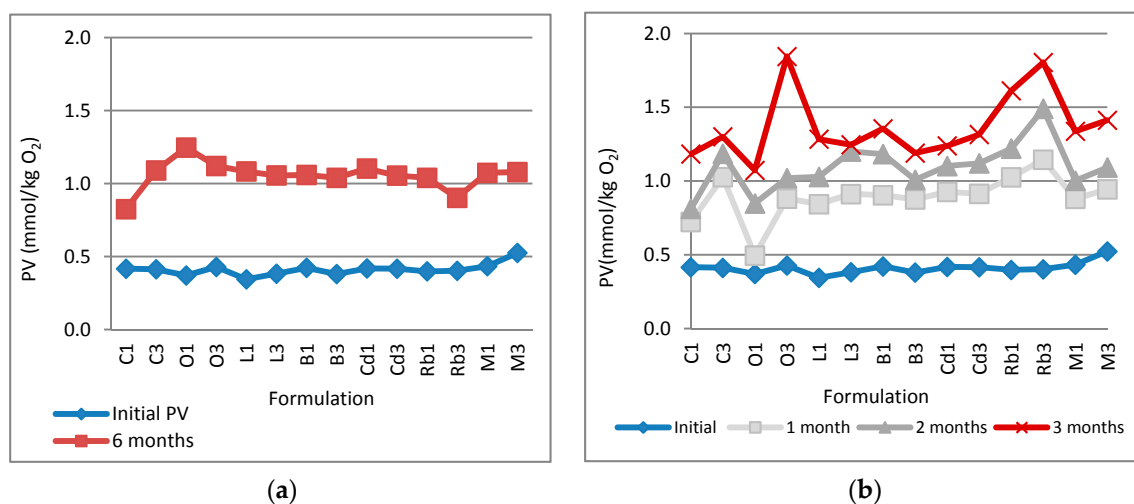 2.0
1.5
1.0
0.5
0.0
PV (mmol/kg O₂)
C1 C3 O1 O3 L1 L3 B1 B3 Cd1 Cd3 Rb1 Rb3 M1 M3
Formulation
Initial PV
6 months
(a)
2.0
1.5
1.0
0.5
0.0
PV(mmol/kg O₂)
C1 C3 O1 O3 L1 L3 B1 B3 Cd1 Cd3 Rb1 Rb3 M1 M3
Formulation
Initial 1 month 2 months 3 months
(b)